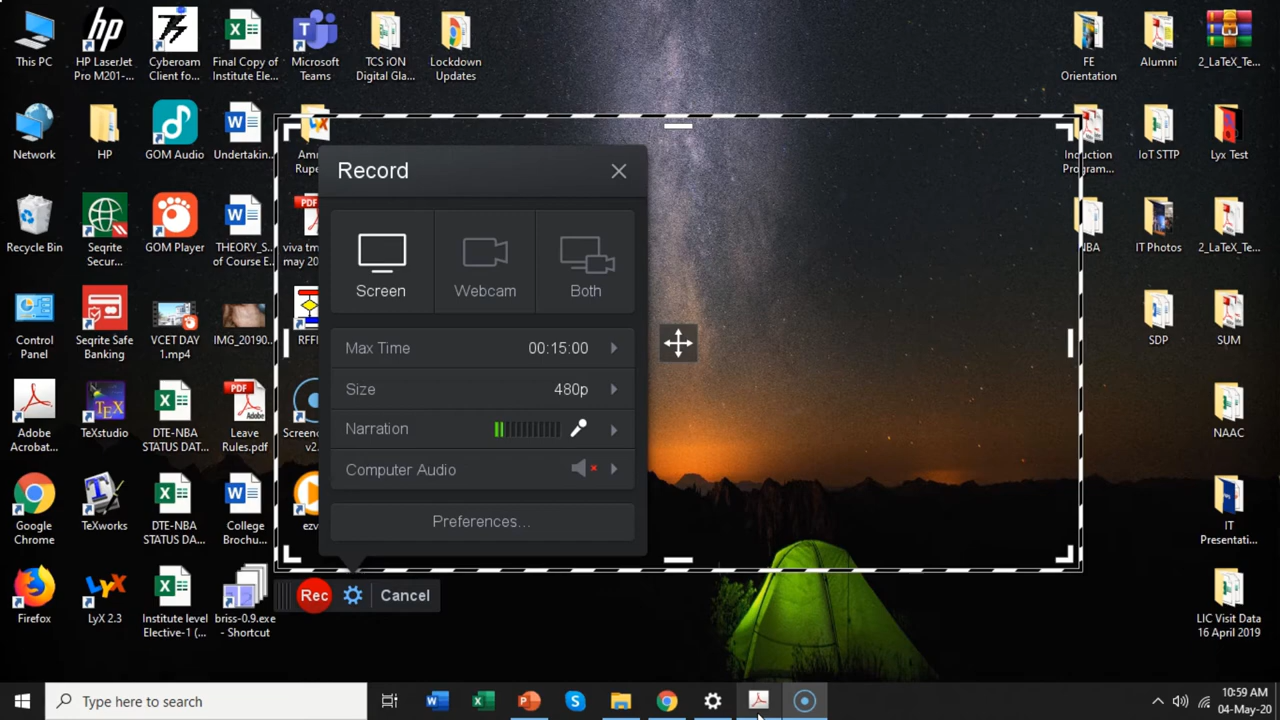 This PC
HP LaserJet
Pro M201-...
Cyberoam
Client fo...
Final Copy of
Institute Ele...
Microsoft
Teams
TCS iON
Digital Gla...
Lockdown
Updates
FE
Orientation
Alumni
2_LaTeX_Te...
Network
HP
GOM Audio
Undertakin...
Induction
Program...
IoT STTP
Lyx Test
Recycle Bin
Seqrite
Secur...
GOM Player
THEORY_S...
of Course E...
viva
may 20
IT Photos
2_LaTeX_Te...
Control
Panel
Seqrite Safe
Banking
VCET DAY
1.mp4
IMG_20190...
SDP
SUM
Adobe
Acrobat...
TeXstudio
DTE-NBA
STATUS DAT...
Leave
Rules.pdf
NAAC
Google
Chrome
TeXworks
DTE-NBA
STATUS DA...
College
Brochu...
IT
Presentati...
Firefox
LyX 2.3
Institute level
Elective-1 (...
briss-0.9.exe
- Shortcut
LIC Visit Data
16 April 2019
Record
Screen
Webcam
Both
Max Time 00:15:00
Size 480p
Narration
Computer Audio
Preferences...
Rec
Cancel
Type here to search
10:59 AM
04-May-20